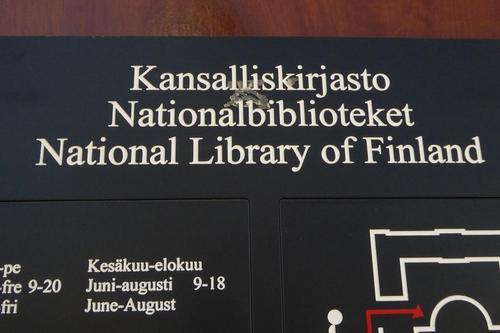 Kansalliskirjasto
Nationalbiblioteket
National Library of Finland
-pe
-fre 9-20
-fri
Kesäkuu-elokuu
Juni-augusti 9-18
June-August